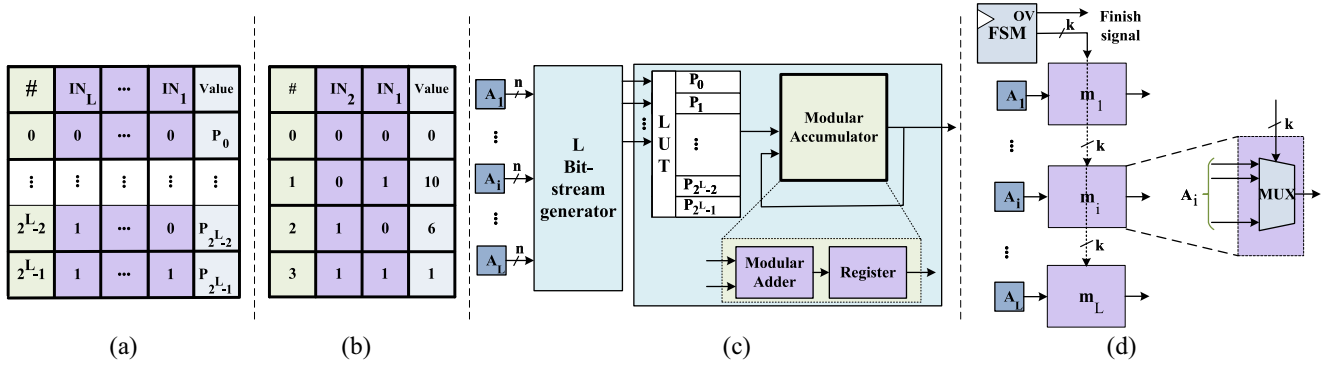 # IN_L ... IN_1 Value
0 0 ... 0 P_0
⋮ ⋮ ⋮ ⋮ ⋮
2^L-2 1 ... 0 P_{2^L-2}
2^L-1 1 ... 1 P_{2^L-1}
(a)
# IN_2 IN_1 Value
0 0 0 0
1 0 1 10
2 1 0 6
3 1 1 1
(b)
A_1 n
⋮
A_i n
⋮
A_L n
L
Bit-
stream
generator
⋮
L
U
T
P_0
P_1
⋮
P_{2^L-2}
P_{2^L-1}
Modular
Accumulator
Modular
Adder
Register
(c)
OV
FSM
k
Finish
signal
A_1 m_1
⋮
k
A_i m_i
⋮
k
A_L m_L
k
A_i
MUX
(d)